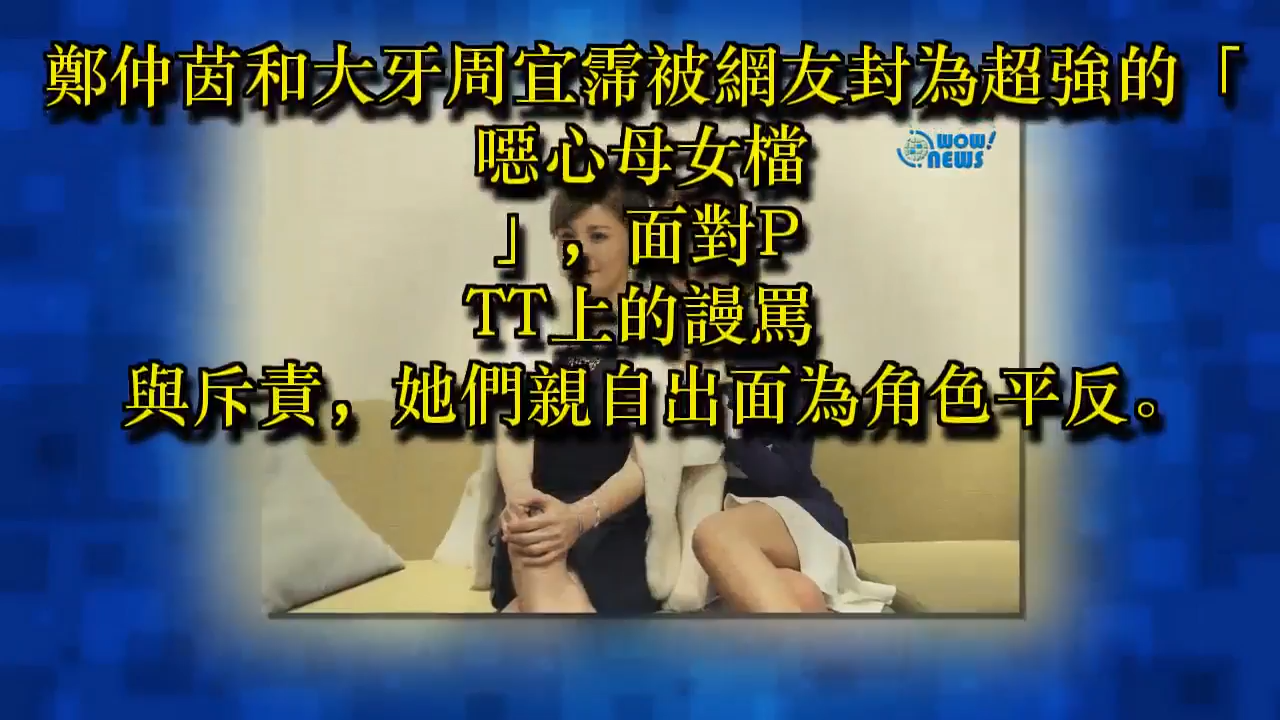 鄭仲茵和大牙周宜霈被網友封為超強的「
噁心母女檔
」，面對P
TT上的謾罵
與斥責，她們親自出面為角色平反。
WOW!
NEWS